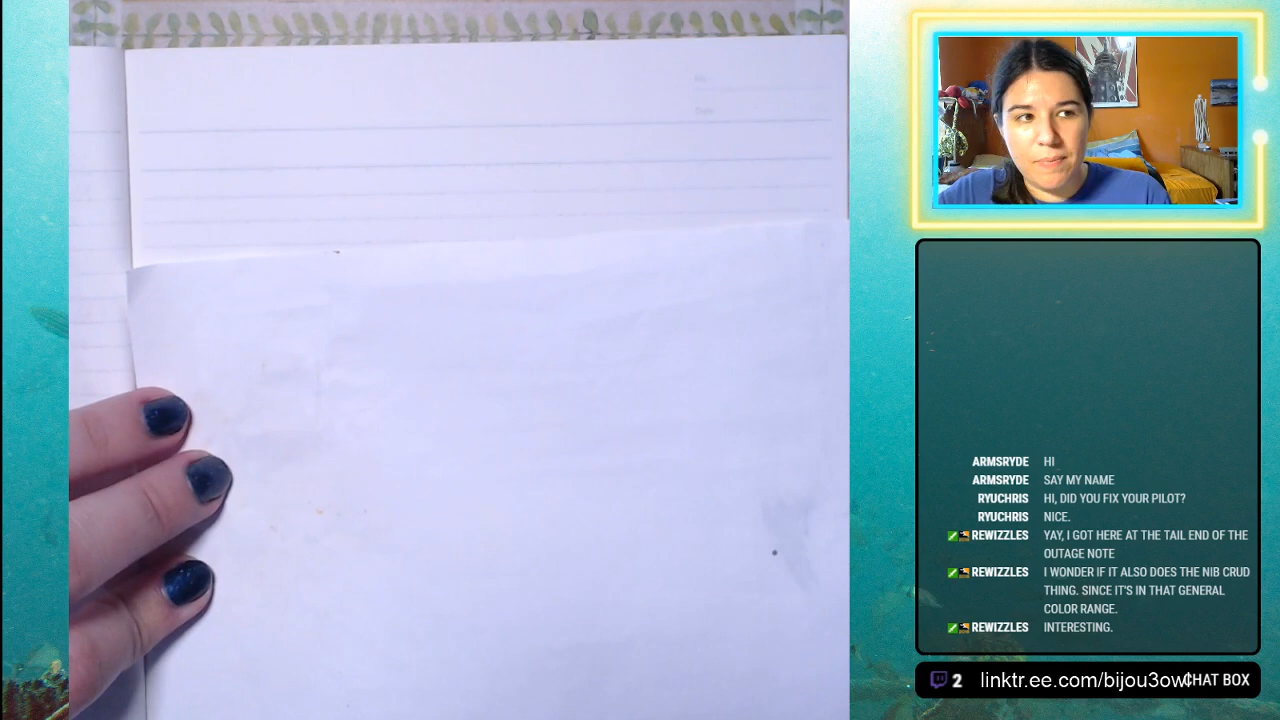 ARMSRYDE HI
ARMSRYDE SAY MY NAME
RYUCHRIS HI, DID YOU FIX YOUR PILOT?
RYUCHRIS NICE.
REWIZZLES YAY, I GOT HERE AT THE TAIL END OF THE
OUTAGE NOTE
REWIZZLES I WONDER IF IT ALSO DOES THE NIB CRUD
THING. SINCE IT'S IN THAT GENERAL
COLOR RANGE.
REWIZZLES INTERESTING.
2 linktr.ee.com/bijou3owl CHAT BOX